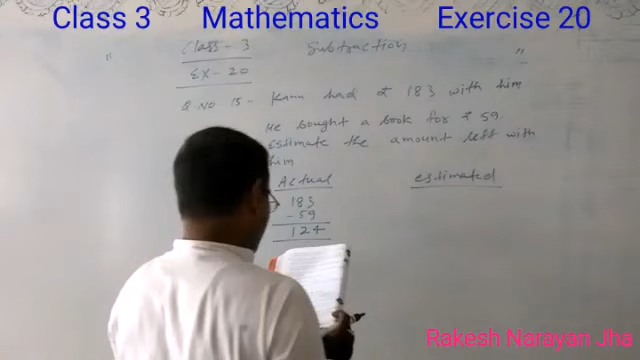 Class 3 Mathematics Exercise 20
" Class - 3 Subtraction "
EX - 20
Q. NO 15 - Kanu had ₹ 183 with him
He bought a book for ₹ 59.
Estimate the amount left with
him
Actual estimated
183
- 59
124
Rakesh Narayan Jha